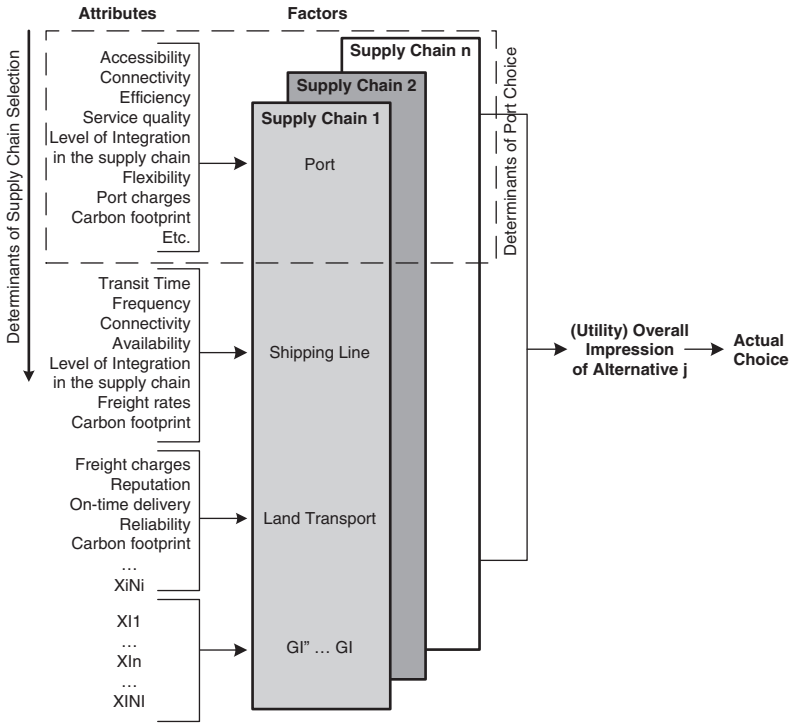 Attributes
Factors
Determinants of Supply Chain Selection
Determinants of Port Choice
Supply Chain n
Supply Chain 2
Supply Chain 1
Accessibility
Connectivity
Efficiency
Service quality
Level of Integration
in the supply chain
Flexibility
Port charges
Carbon footprint
Etc.
Port
Transit Time
Frequency
Connectivity
Availability
Level of Integration
in the supply chain
Freight rates
Carbon footprint
Shipping Line
(Utility) Overall
Impression
of Alternative j
Actual
Choice
Freight charges
Reputation
On-time delivery
Reliability
Carbon footprint
...
XiNi
Land Transport
XI1
...
XIn
...
XINI
GI” ... GI